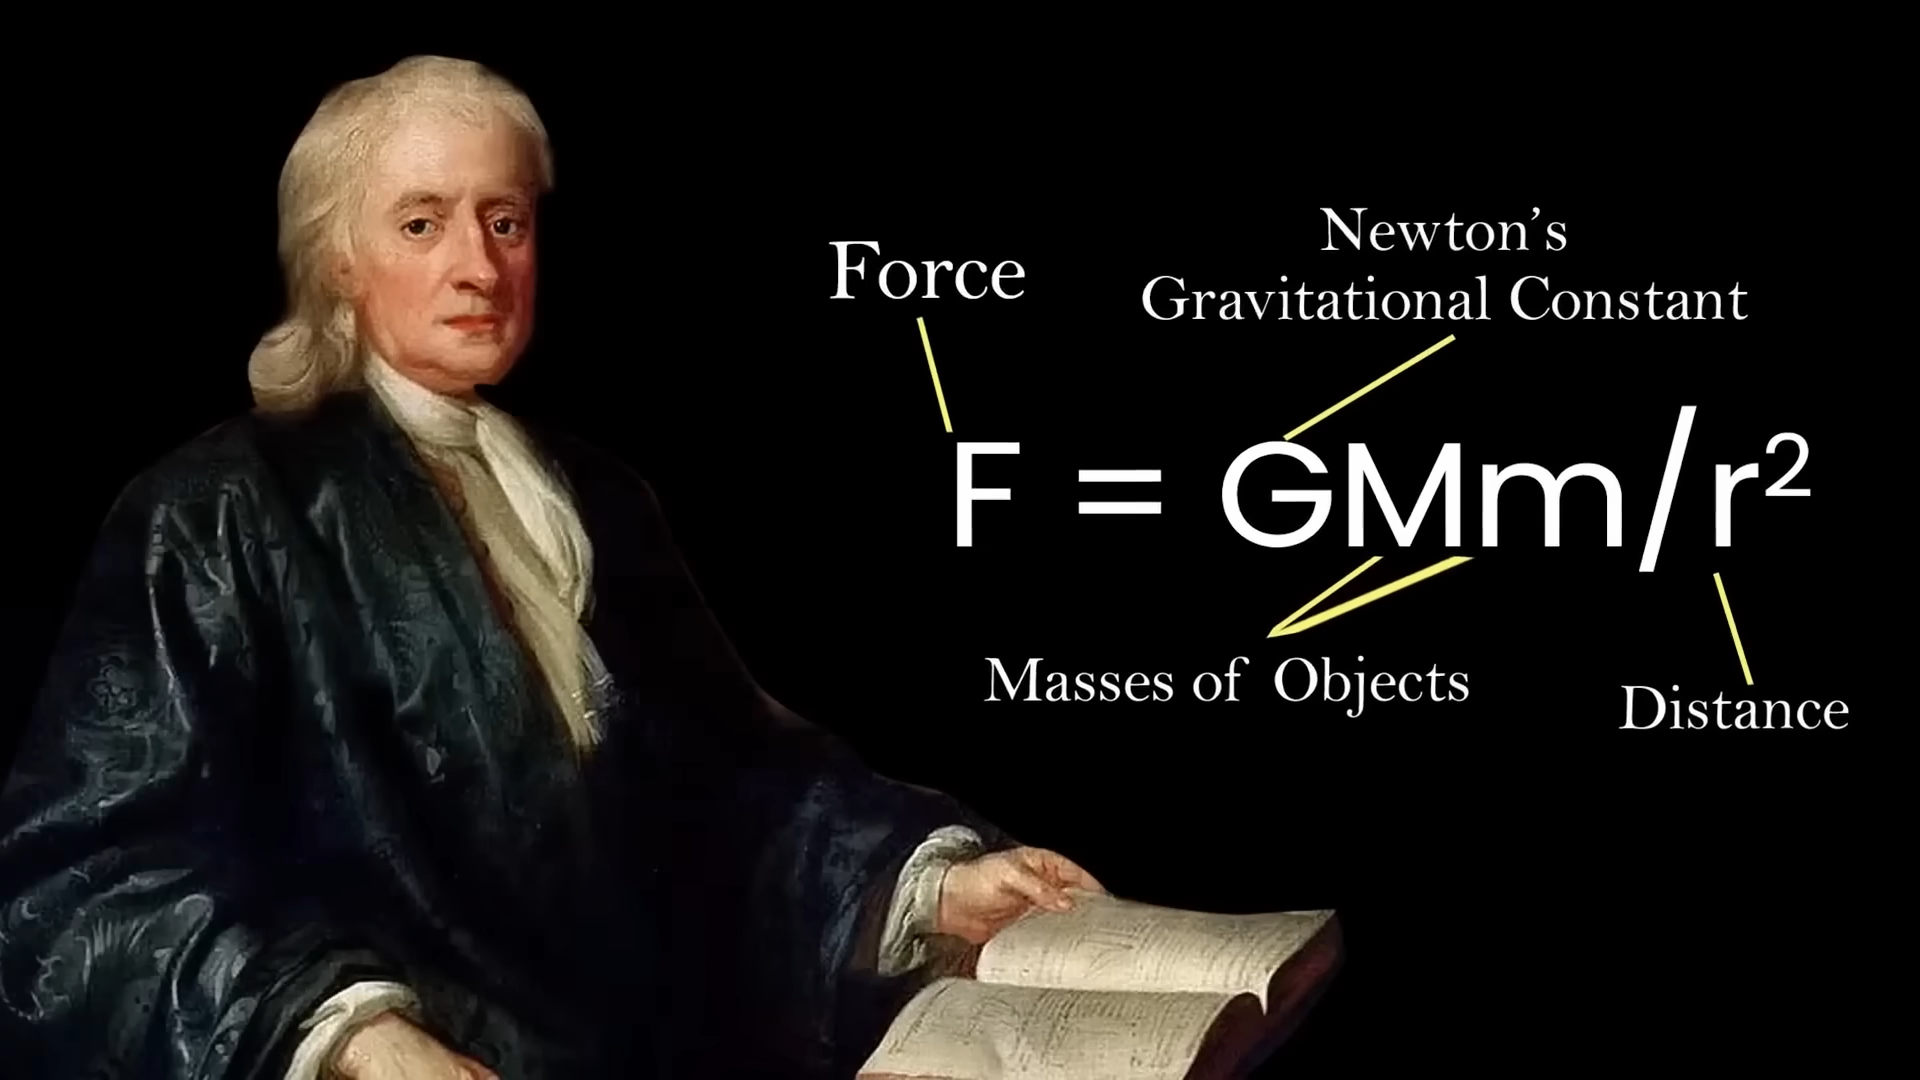 Newton’s
Force
Gravitational Constant
F = GMm/r²
Masses of Objects
Distance